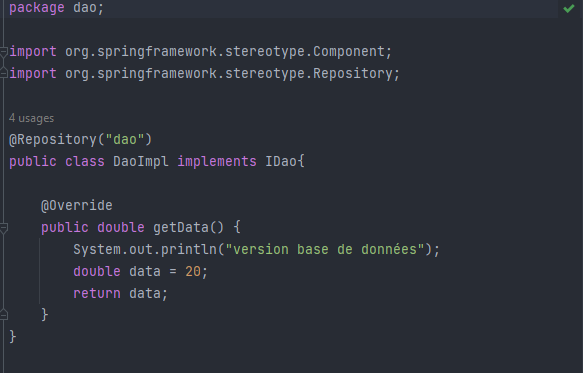 package dao;
import org.springframework.stereotype.Component;
import org.springframework.stereotype.Repository;
4 usages
@Repository("dao")
public class DaoImpl implements IDao{
@Override
public double getData() {
System.out.println("version base de données");
double data = 20;
return data;
}
}